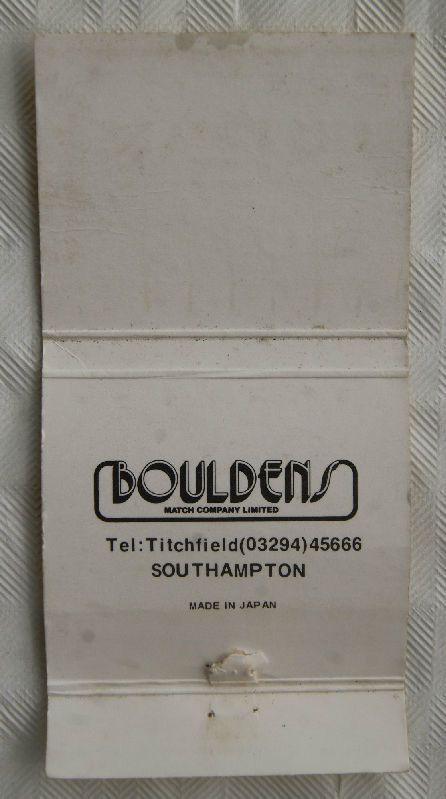 BOULDENS
MATCH COMPANY LIMITED
Tel:Titchfield(03294)45666
SOUTHAMPTON
MADE IN JAPAN